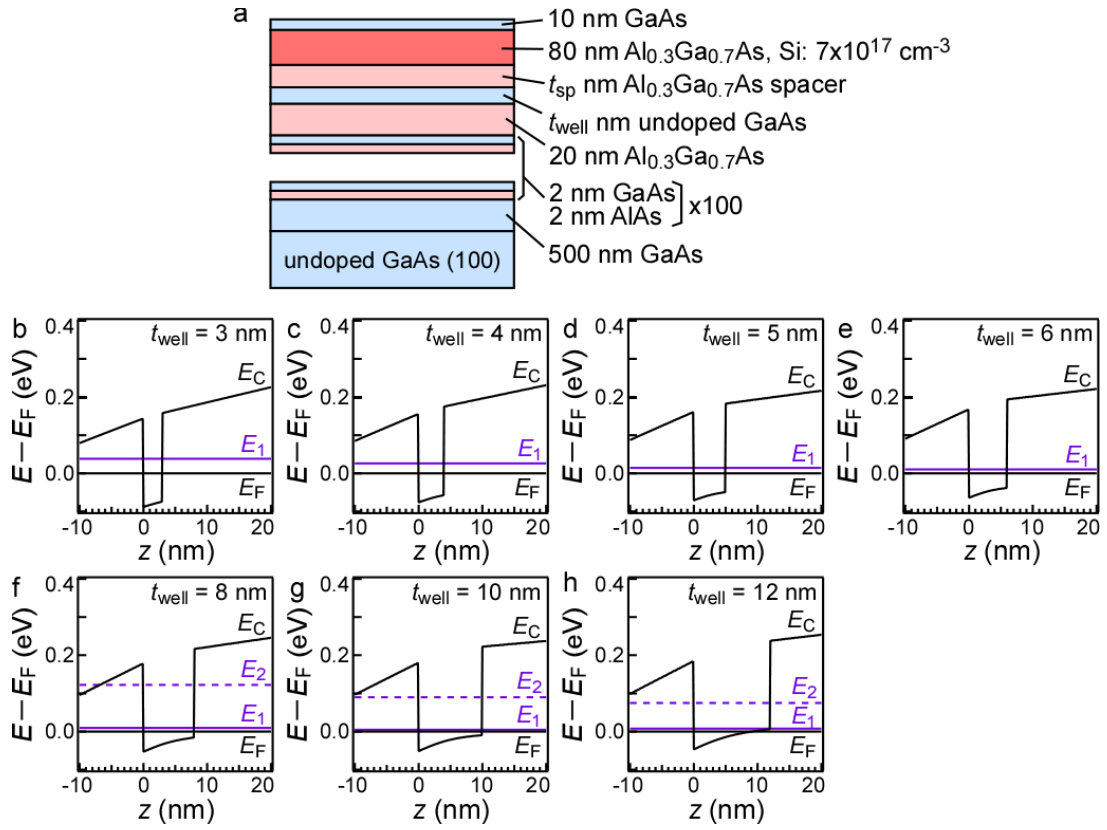 a
10 nm GaAs
80 nm Al0.3Ga0.7As, Si: 7x10^17 cm^-3
tsp nm Al0.3Ga0.7As spacer
twell nm undoped GaAs
20 nm Al0.3Ga0.7As
2 nm GaAs
2 nm AlAs
x100
500 nm GaAs
undoped GaAs (100)
b
twell = 3 nm
E−EF (eV)
0.4
0.2
0.0
EC
E1
EF
-10 0 10 20
z (nm)
c
twell = 4 nm
E−EF (eV)
0.4
0.2
0.0
EC
E1
EF
-10 0 10 20
z (nm)
d
twell = 5 nm
E−EF (eV)
0.4
0.2
0.0
EC
E1
EF
-10 0 10 20
z (nm)
e
twell = 6 nm
E−EF (eV)
0.4
0.2
0.0
EC
E1
EF
-10 0 10 20
z (nm)
f
twell = 8 nm
E−EF (eV)
0.4
0.2
0.0
EC
E2
E1
EF
-10 0 10 20
z (nm)
g
twell = 10 nm
E−EF (eV)
0.4
0.2
0.0
EC
E2
E1
EF
-10 0 10 20
z (nm)
h
twell = 12 nm
E−EF (eV)
0.4
0.2
0.0
EC
E2
E1
EF
-10 0 10 20
z (nm)